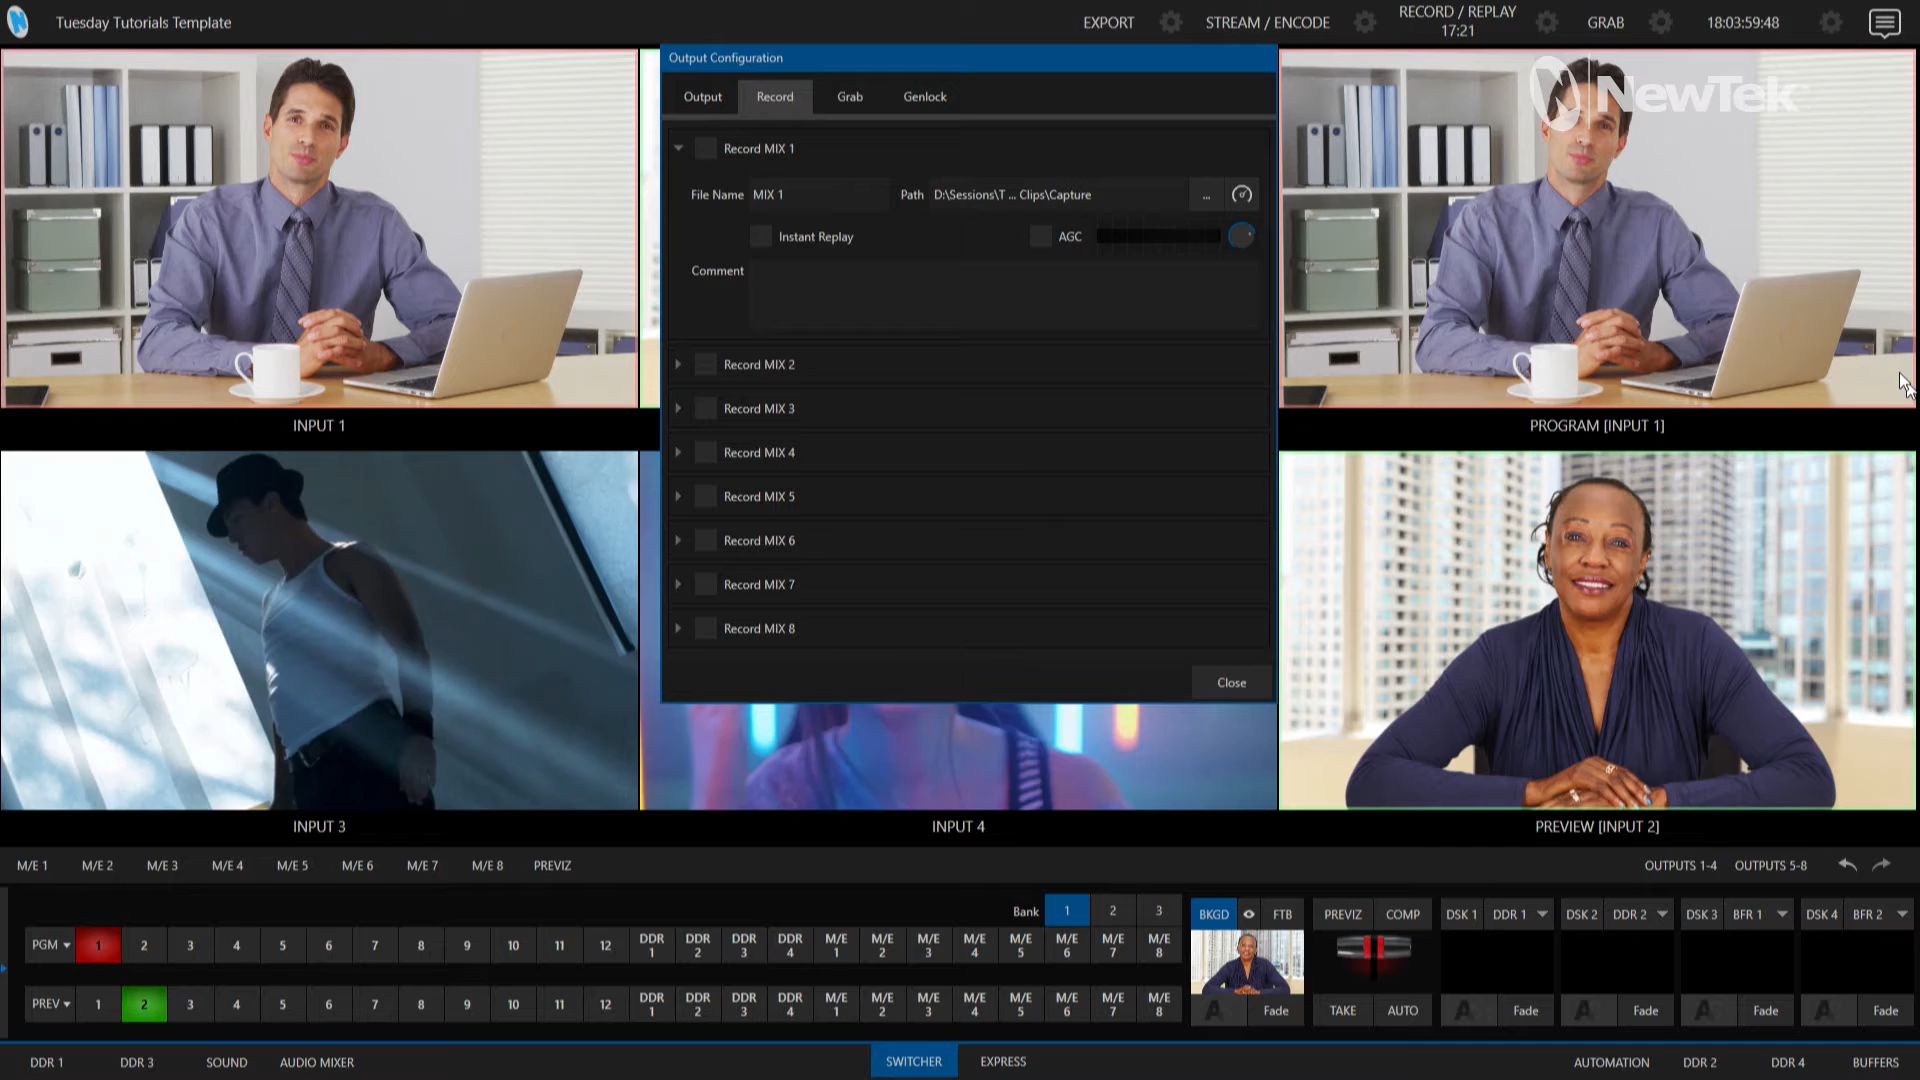 Tuesday Tutorials Template
EXPORT
STREAM / ENCODE
RECORD / REPLAY
17:21
GRAB
18:03:59:48
Output Configuration
Output Record Grab Genlock
Record MIX 1
File Name MIX 1 Path D:\Sessions\T ... Clips\Capture ...
Instant Replay AGC
Comment
Record MIX 2
Record MIX 3
Record MIX 4
Record MIX 5
Record MIX 6
Record MIX 7
Record MIX 8
Close
NewTek
INPUT 1
PROGRAM [INPUT 1]
INPUT 3
INPUT 4
PREVIEW [INPUT 2]
M/E 1 M/E 2 M/E 3 M/E 4 M/E 5 M/E 6 M/E 7 M/E 8 PREVIZ OUTPUTS 1-4 OUTPUTS 5-8
Bank 1 2 3
PGM 1 2 3 4 5 6 7 8 9 10 11 12 DDR 1 DDR 2 DDR 3 DDR 4 M/E 1 M/E 2 M/E 3 M/E 4 M/E 5 M/E 6 M/E 7 M/E 8
PREV 1 2 3 4 5 6 7 8 9 10 11 12 DDR 1 DDR 2 DDR 3 DDR 4 M/E 1 M/E 2 M/E 3 M/E 4 M/E 5 M/E 6 M/E 7 M/E 8
BKGD FTB PREVIZ COMP DSK 1 DDR 1 DSK 2 DDR 2 DSK 3 BFR 1 DSK 4 BFR 2
A Fade TAKE AUTO A Fade A Fade A Fade A Fade
DDR 1 DDR 3 SOUND AUDIO MIXER SWITCHER EXPRESS AUTOMATION DDR 2 DDR 4 BUFFERS